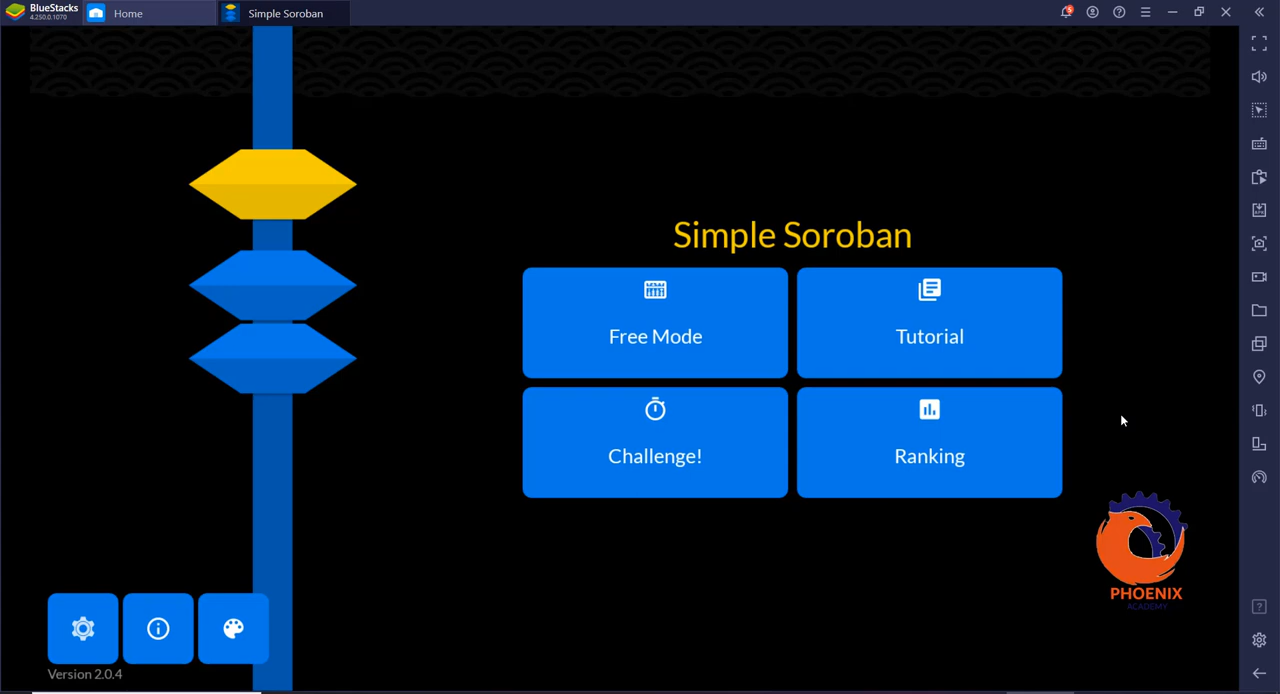 BlueStacks
4.250.0.1070
Home
Simple Soroban
5
Simple Soroban
Free Mode
Tutorial
Challenge!
Ranking
PHOENIX
ACADEMY
Version 2.0.4